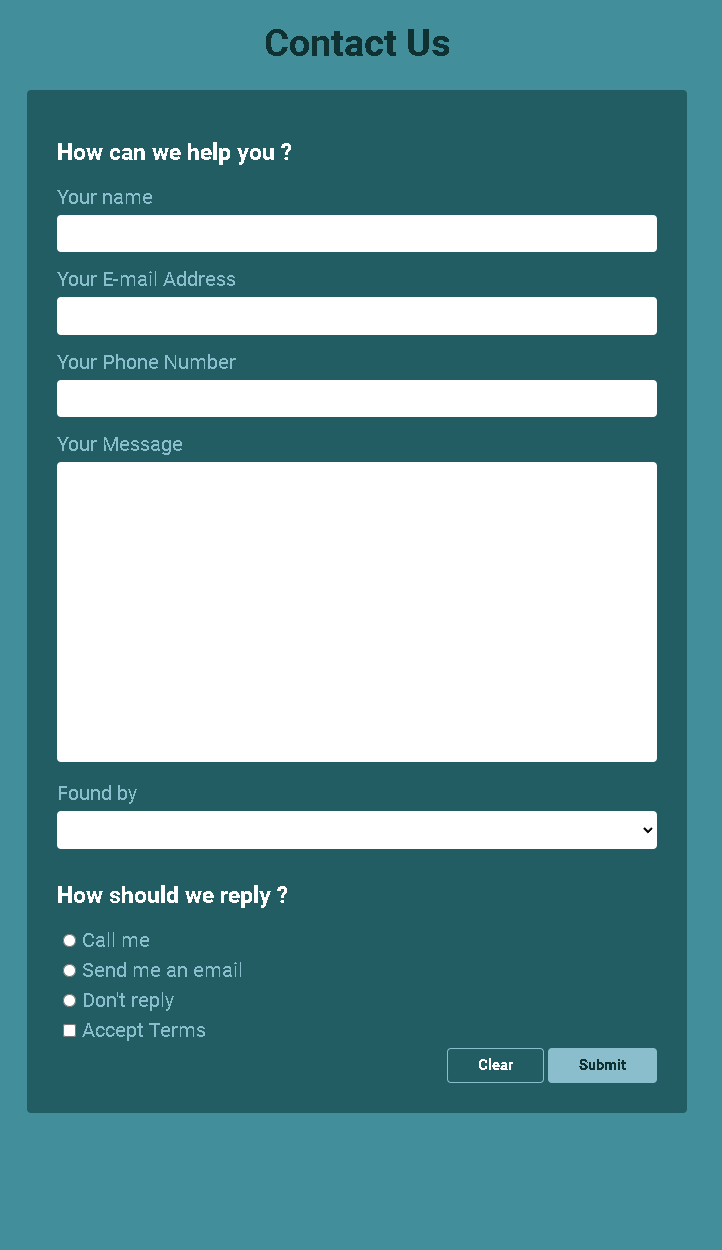 Contact Us
How can we help you ?
Your name
Your E-mail Address
Your Phone Number
Your Message
Found by
How should we reply ?
Call me
Send me an email
Don't reply
Accept Terms
Clear Submit